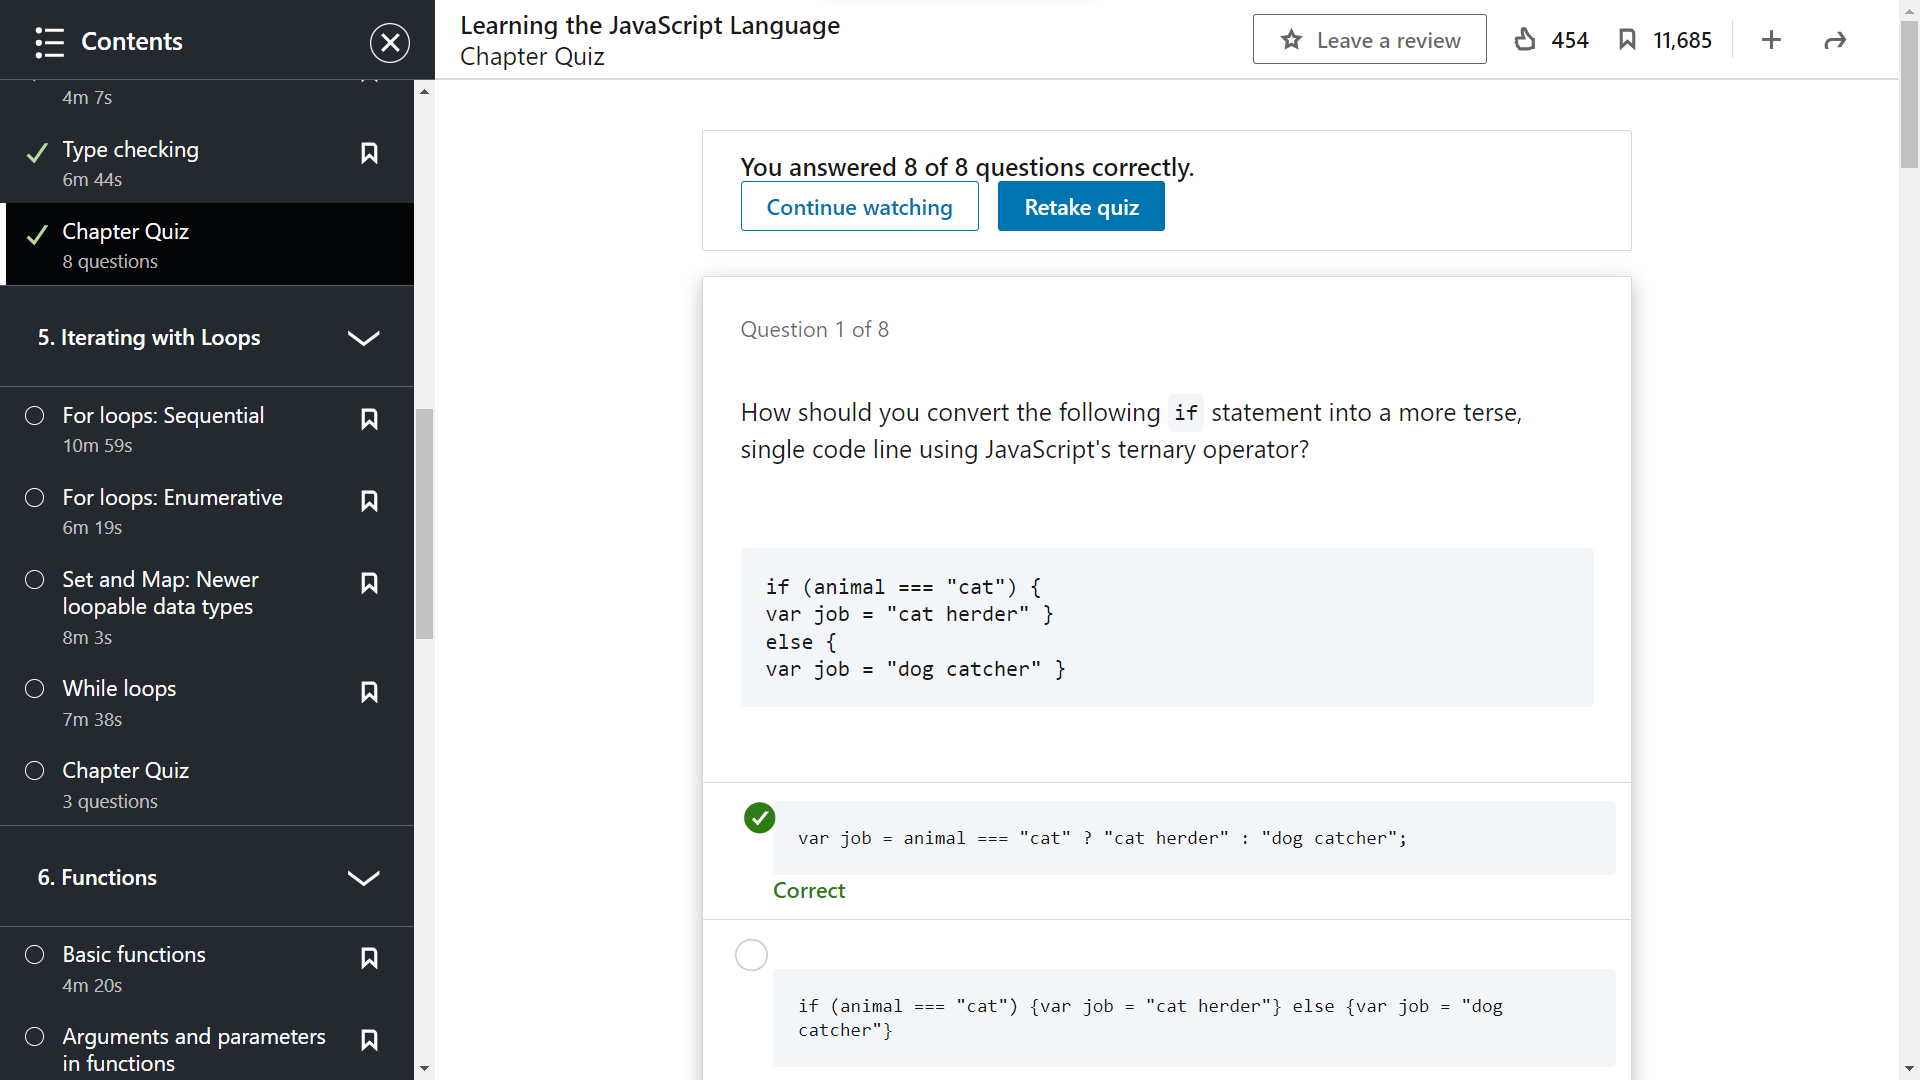 Contents
4m 7s
Type checking
6m 44s
Chapter Quiz
8 questions
5. Iterating with Loops
For loops: Sequential
10m 59s
For loops: Enumerative
6m 19s
Set and Map: Newer
loopable data types
8m 3s
While loops
7m 38s
Chapter Quiz
3 questions
6. Functions
Basic functions
4m 20s
Arguments and parameters
in functions
Learning the JavaScript Language
Chapter Quiz
Leave a review
454
11,685
You answered 8 of 8 questions correctly.
Continue watching
Retake quiz
Question 1 of 8
How should you convert the following if statement into a more terse,
single code line using JavaScript's ternary operator?
if (animal === "cat") {
var job = "cat herder" }
else {
var job = "dog catcher" }
var job = animal === "cat" ? "cat herder" : "dog catcher";
Correct
if (animal === "cat") {var job = "cat herder"} else {var job = "dog
catcher"}